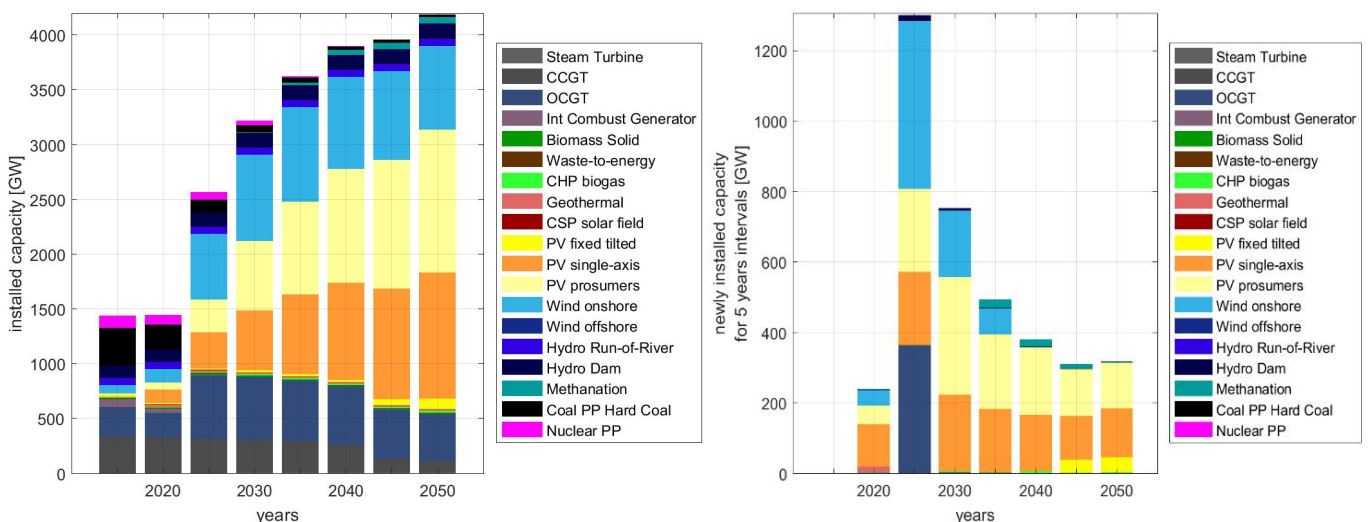 installed capacity [GW]
4000
3500
3000
2500
2000
1500
1000
500
0
2020
2030
2040
2050
years
Steam Turbine
CCGT
OCGT
Int Combust Generator
Biomass Solid
Waste-to-energy
CHP biogas
Geothermal
CSP solar field
PV fixed tilted
PV single-axis
PV prosumers
Wind onshore
Wind offshore
Hydro Run-of-River
Hydro Dam
Methanation
Coal PP Hard Coal
Nuclear PP
newly installed capacity
for 5 years intervals [GW]
1200
1000
800
600
400
200
0
2020
2030
2040
2050
years
Steam Turbine
CCGT
OCGT
Int Combust Generator
Biomass Solid
Waste-to-energy
CHP biogas
Geothermal
CSP solar field
PV fixed tilted
PV single-axis
PV prosumers
Wind onshore
Wind offshore
Hydro Run-of-River
Hydro Dam
Methanation
Coal PP Hard Coal
Nuclear PP